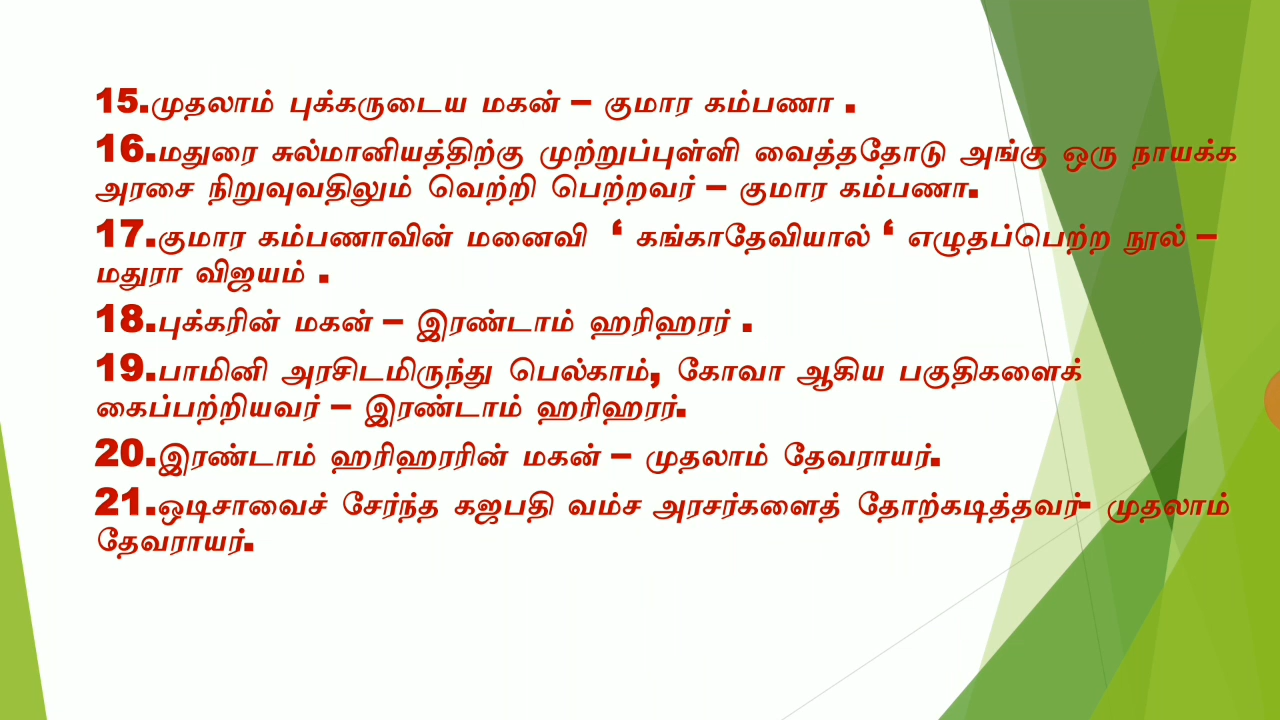 15.முதலாம் புக்கருடைய மகன் – குமார கம்பணா .
16.மதுரை சுல்மானியத்திற்கு முற்றுப்புள்ளி வைத்ததோடு அங்கு ஒரு நாயக்க
அரசை நிறுவுவதிலும் வெற்றி பெற்றவர் – குமார கம்பணா.
17.குமார கம்பணாவின் மனைவி ‘ கங்காதேவியால் ‘ எழுதப்பெற்ற நூல் –
மதுரா விஜயம் .
18.புக்கரின் மகன் – இரண்டாம் ஹரிஹரர் .
19.பாமினி அரசிடமிருந்து பெல்காம், கோவா ஆகிய பகுதிகளைக்
கைப்பற்றியவர் – இரண்டாம் ஹரிஹரர்.
20.இரண்டாம் ஹரிஹரரின் மகன் – முதலாம் தேவராயர்.
21.ஒடிசாவைச் சேர்ந்த கஜபதி வம்ச அரசர்களைத் தோற்கடித்தவர்- முதலாம்
தேவராயர்.